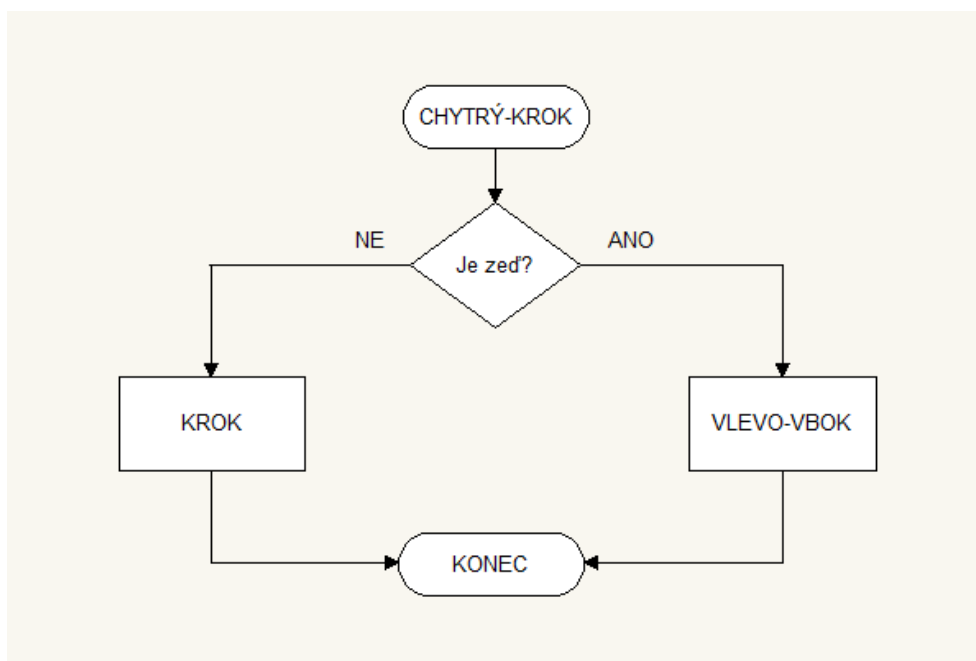 CHYTRÝ-KROK
NE
ANO
Je zeď?
KROK
VLEVO-VBOK
KONEC